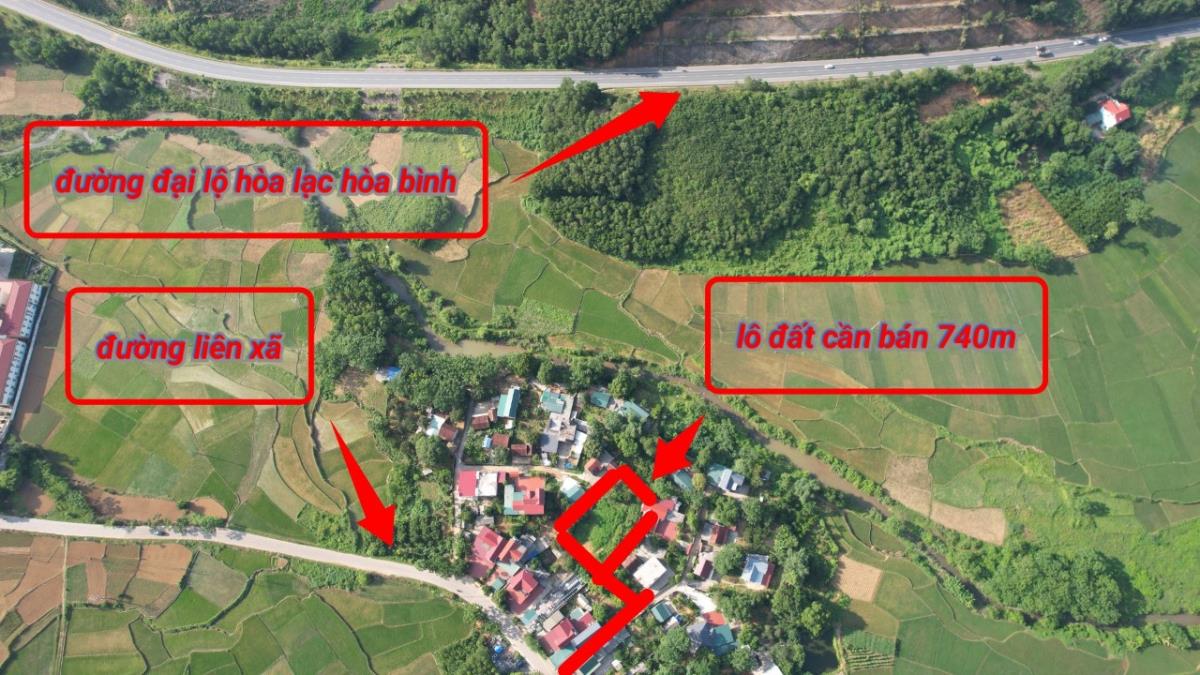 đường đại lộ hòa lạc hòa bình
đường liên xã
lô đất cần bán 740m